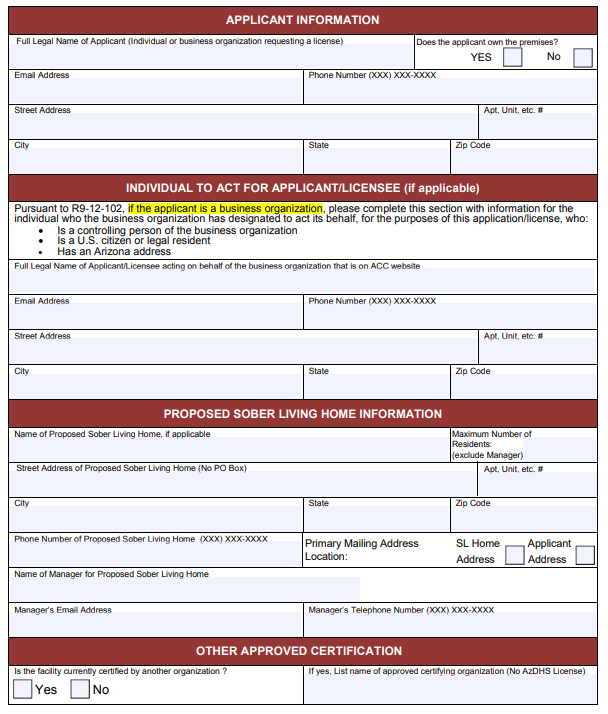 APPLICANT INFORMATION
Full Legal Name of Applicant (Individual or business organization requesting a license)
Does the applicant own the premises?
YES No
Email Address
Phone Number (XXX) XXX-XXXX
Street Address
Apt, Unit, etc. #
City
State
Zip Code
INDIVIDUAL TO ACT FOR APPLICANT/LICENSEE (if applicable)
Pursuant to R9-12-102, if the applicant is a business organization, please complete this section with information for the
individual who the business organization has designated to act its behalf, for the purposes of this application/license, who:
• Is a controlling person of the business organization
• Is a U.S. citizen or legal resident
• Has an Arizona address
Full Legal Name of Applicant/Licensee acting on behalf of the business organization that is on ACC website
Email Address
Phone Number (XXX) XXX-XXXX
Street Address
Apt, Unit, etc. #
City
State
Zip Code
PROPOSED SOBER LIVING HOME INFORMATION
Name of Proposed Sober Living Home, if applicable
Maximum Number of
Residents:
(exclude Manager)
Street Address of Proposed Sober Living Home (No PO Box)
Apt, Unit, etc. #
City
State
Zip Code
Phone Number of Proposed Sober Living Home (XXX) XXX-XXXX
Primary Mailing Address
Location:
SL Home
Address
Applicant
Address
Name of Manager for Proposed Sober Living Home
Manager's Email Address
Manager's Telephone Number (XXX) XXX-XXXX
OTHER APPROVED CERTIFICATION
Is the facility currently certified by another organization ?
Yes No
If yes, List name of approved certifying organization (No AzDHS License)